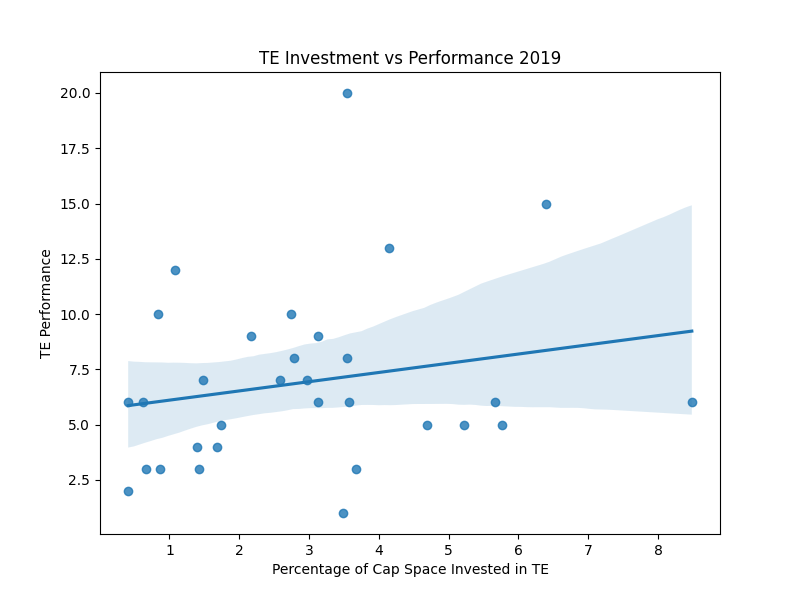 TE Investment vs Performance 2019
20.0
17.5
15.0
12.5
10.0
7.5
5.0
2.5
TE Performance
1 2 3 4 5 6 7 8
Percentage of Cap Space Invested in TE